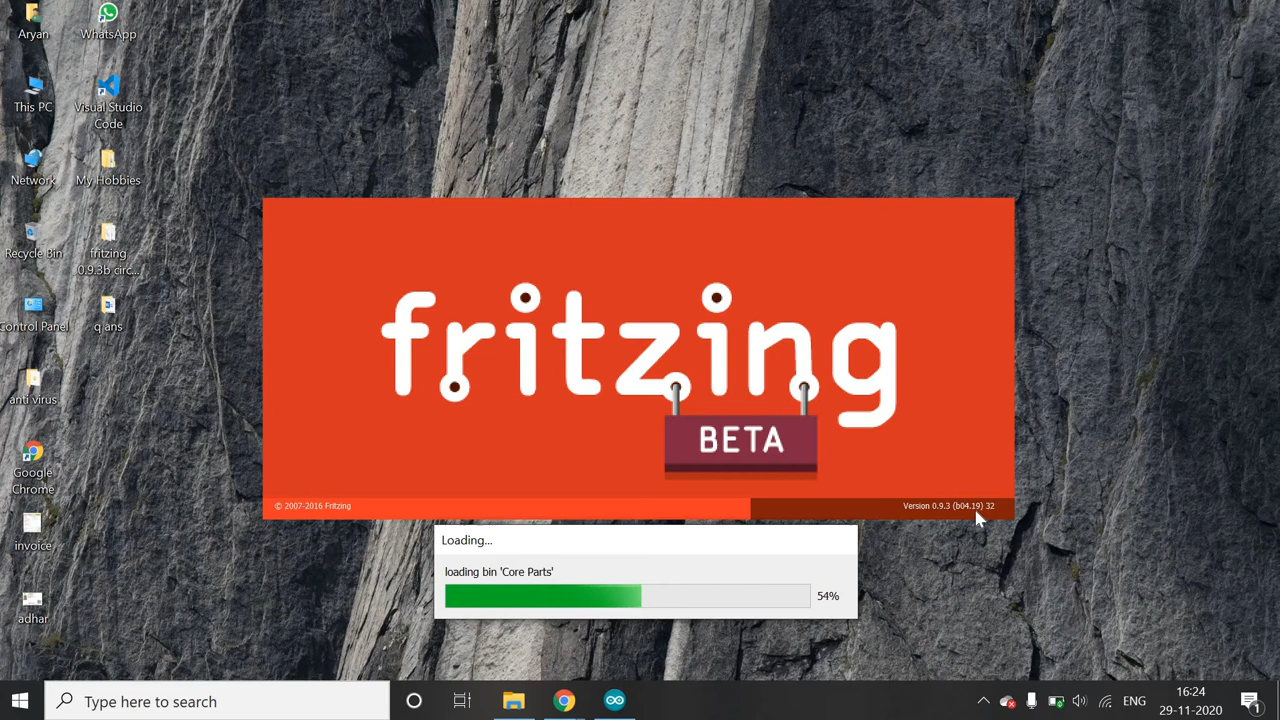 Aryan
WhatsApp
This PC
Visual Studio
Code
Network
My Hobbies
Recycle Bin
fritzing
0.9.3b circ...
Control Panel
q ans
anti virus
Google
Chrome
invoice
adhar
fritzing
BETA
© 2007-2016 Fritzing
Version 0.9.3 (b04.19) 32
Loading...
loading bin 'Core Parts'
54%
Type here to search
ENG
16:24
29-11-2020
1